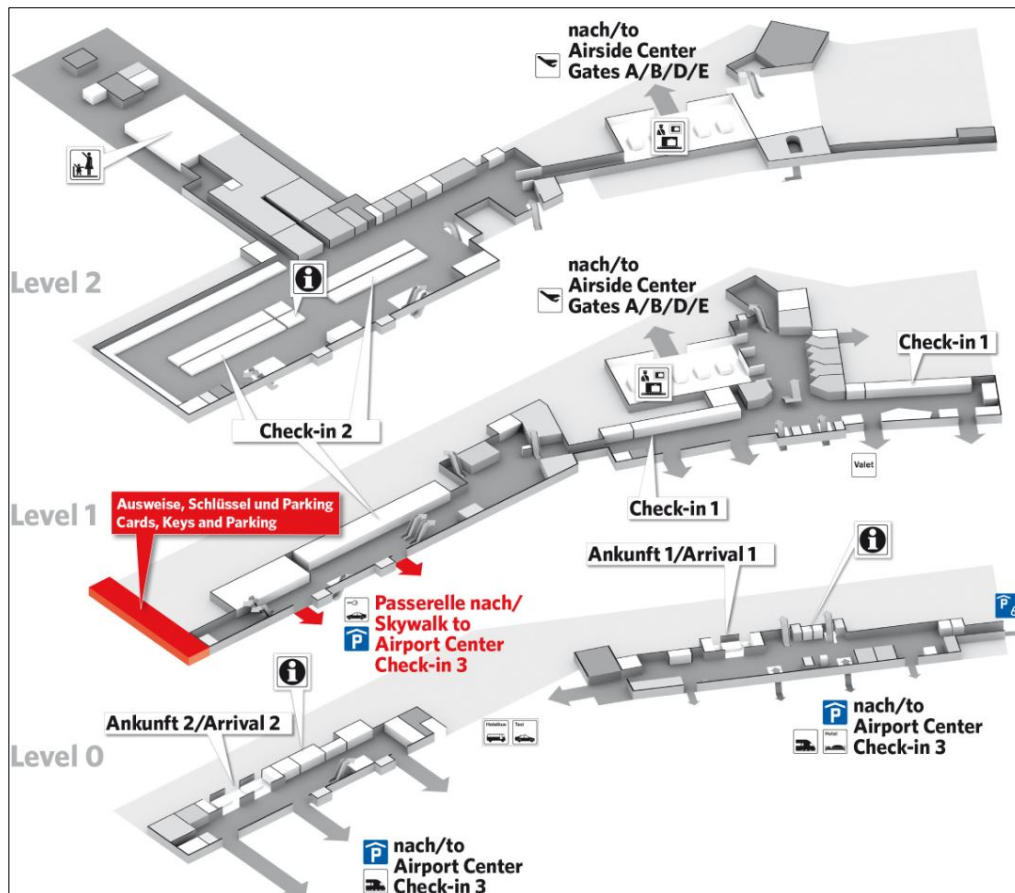 nach/to
Airside Center
Gates A/B/D/E
Level 2
nach/to
Airside Center
Gates A/B/D/E
Check-in 1
Check-in 2
Valet
Level 1
Ausweise, Schlüssel und Parking
Cards, Keys and Parking
Check-in 1
Ankunft 1/Arrival 1
Passerelle nach/
Skywalk to
Airport Center
Check-in 3
P
P
Ankunft 2/Arrival 2
Hotelbus
Taxi
P
nach/to
Airport Center
Hotel
Check-in 3
Level 0
P
nach/to
Airport Center
Check-in 3